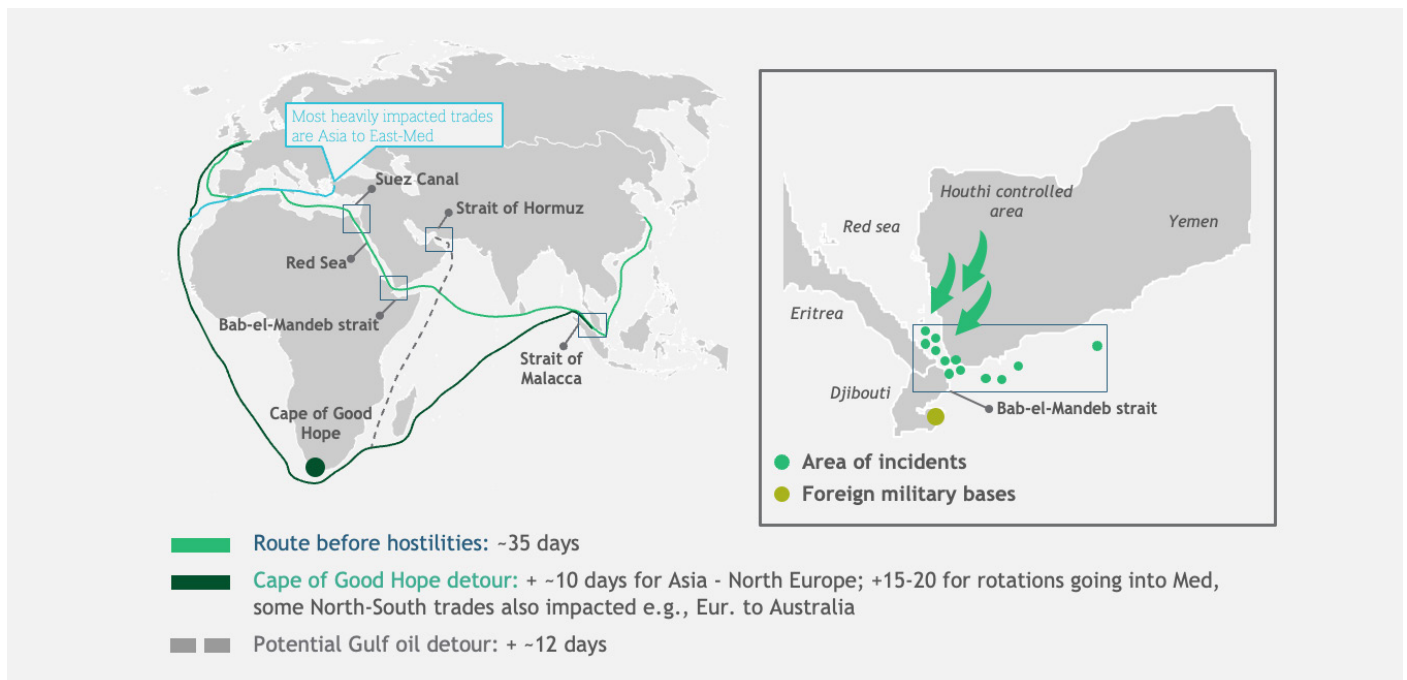 Most heavily impacted trades
are Asia to East-Med
Suez Canal
Strait of Hormuz
Red Sea
Bab-el-Mandeb strait
Strait of
Malacca
Cape of Good
Hope
Houthi controlled
area
Red sea
Yemen
Eritrea
Djibouti
Bab-el-Mandeb strait
Area of incidents
Foreign military bases
Route before hostilities: ~35 days
Cape of Good Hope detour: + ~10 days for Asia - North Europe; +15-20 for rotations going into Med,
some North-South trades also impacted e.g., Eur. to Australia
Potential Gulf oil detour: + ~12 days